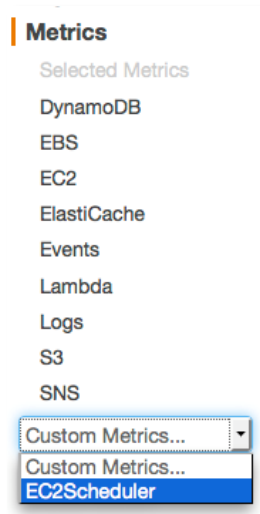 Metrics
Selected Metrics
DynamoDB
EBS
EC2
ElastiCache
Events
Lambda
Logs
S3
SNS
Custom Metrics...
Custom Metrics...
EC2Scheduler